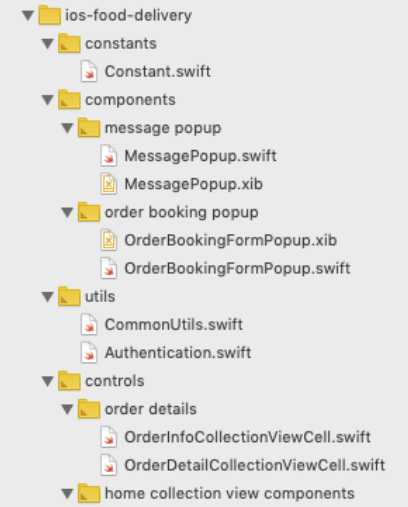 ios-food-delivery
constants
Constant.swift
components
message popup
MessagePopup.swift
MessagePopup.xib
order booking popup
OrderBookingFormPopup.xib
OrderBookingFormPopup.swift
utils
CommonUtils.swift
Authentication.swift
controls
order details
OrderInfoCollectionViewCell.swift
OrderDetailCollectionViewCell.swift
home collection view components